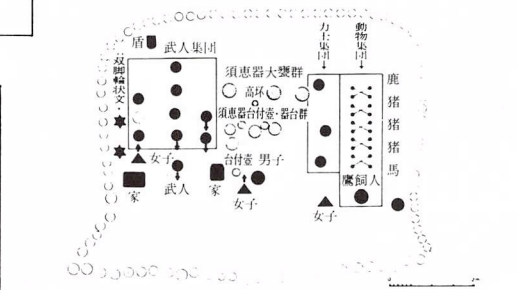 盾
武人集団
双脚輪状文・
須恵器大甕群
高坏
須恵器台付壺・器台群
台付壺
男子
女子
家
武人
家
女子
力士集団
動物集団
鹿
猪
猪
猪
馬
鷹飼人
女子